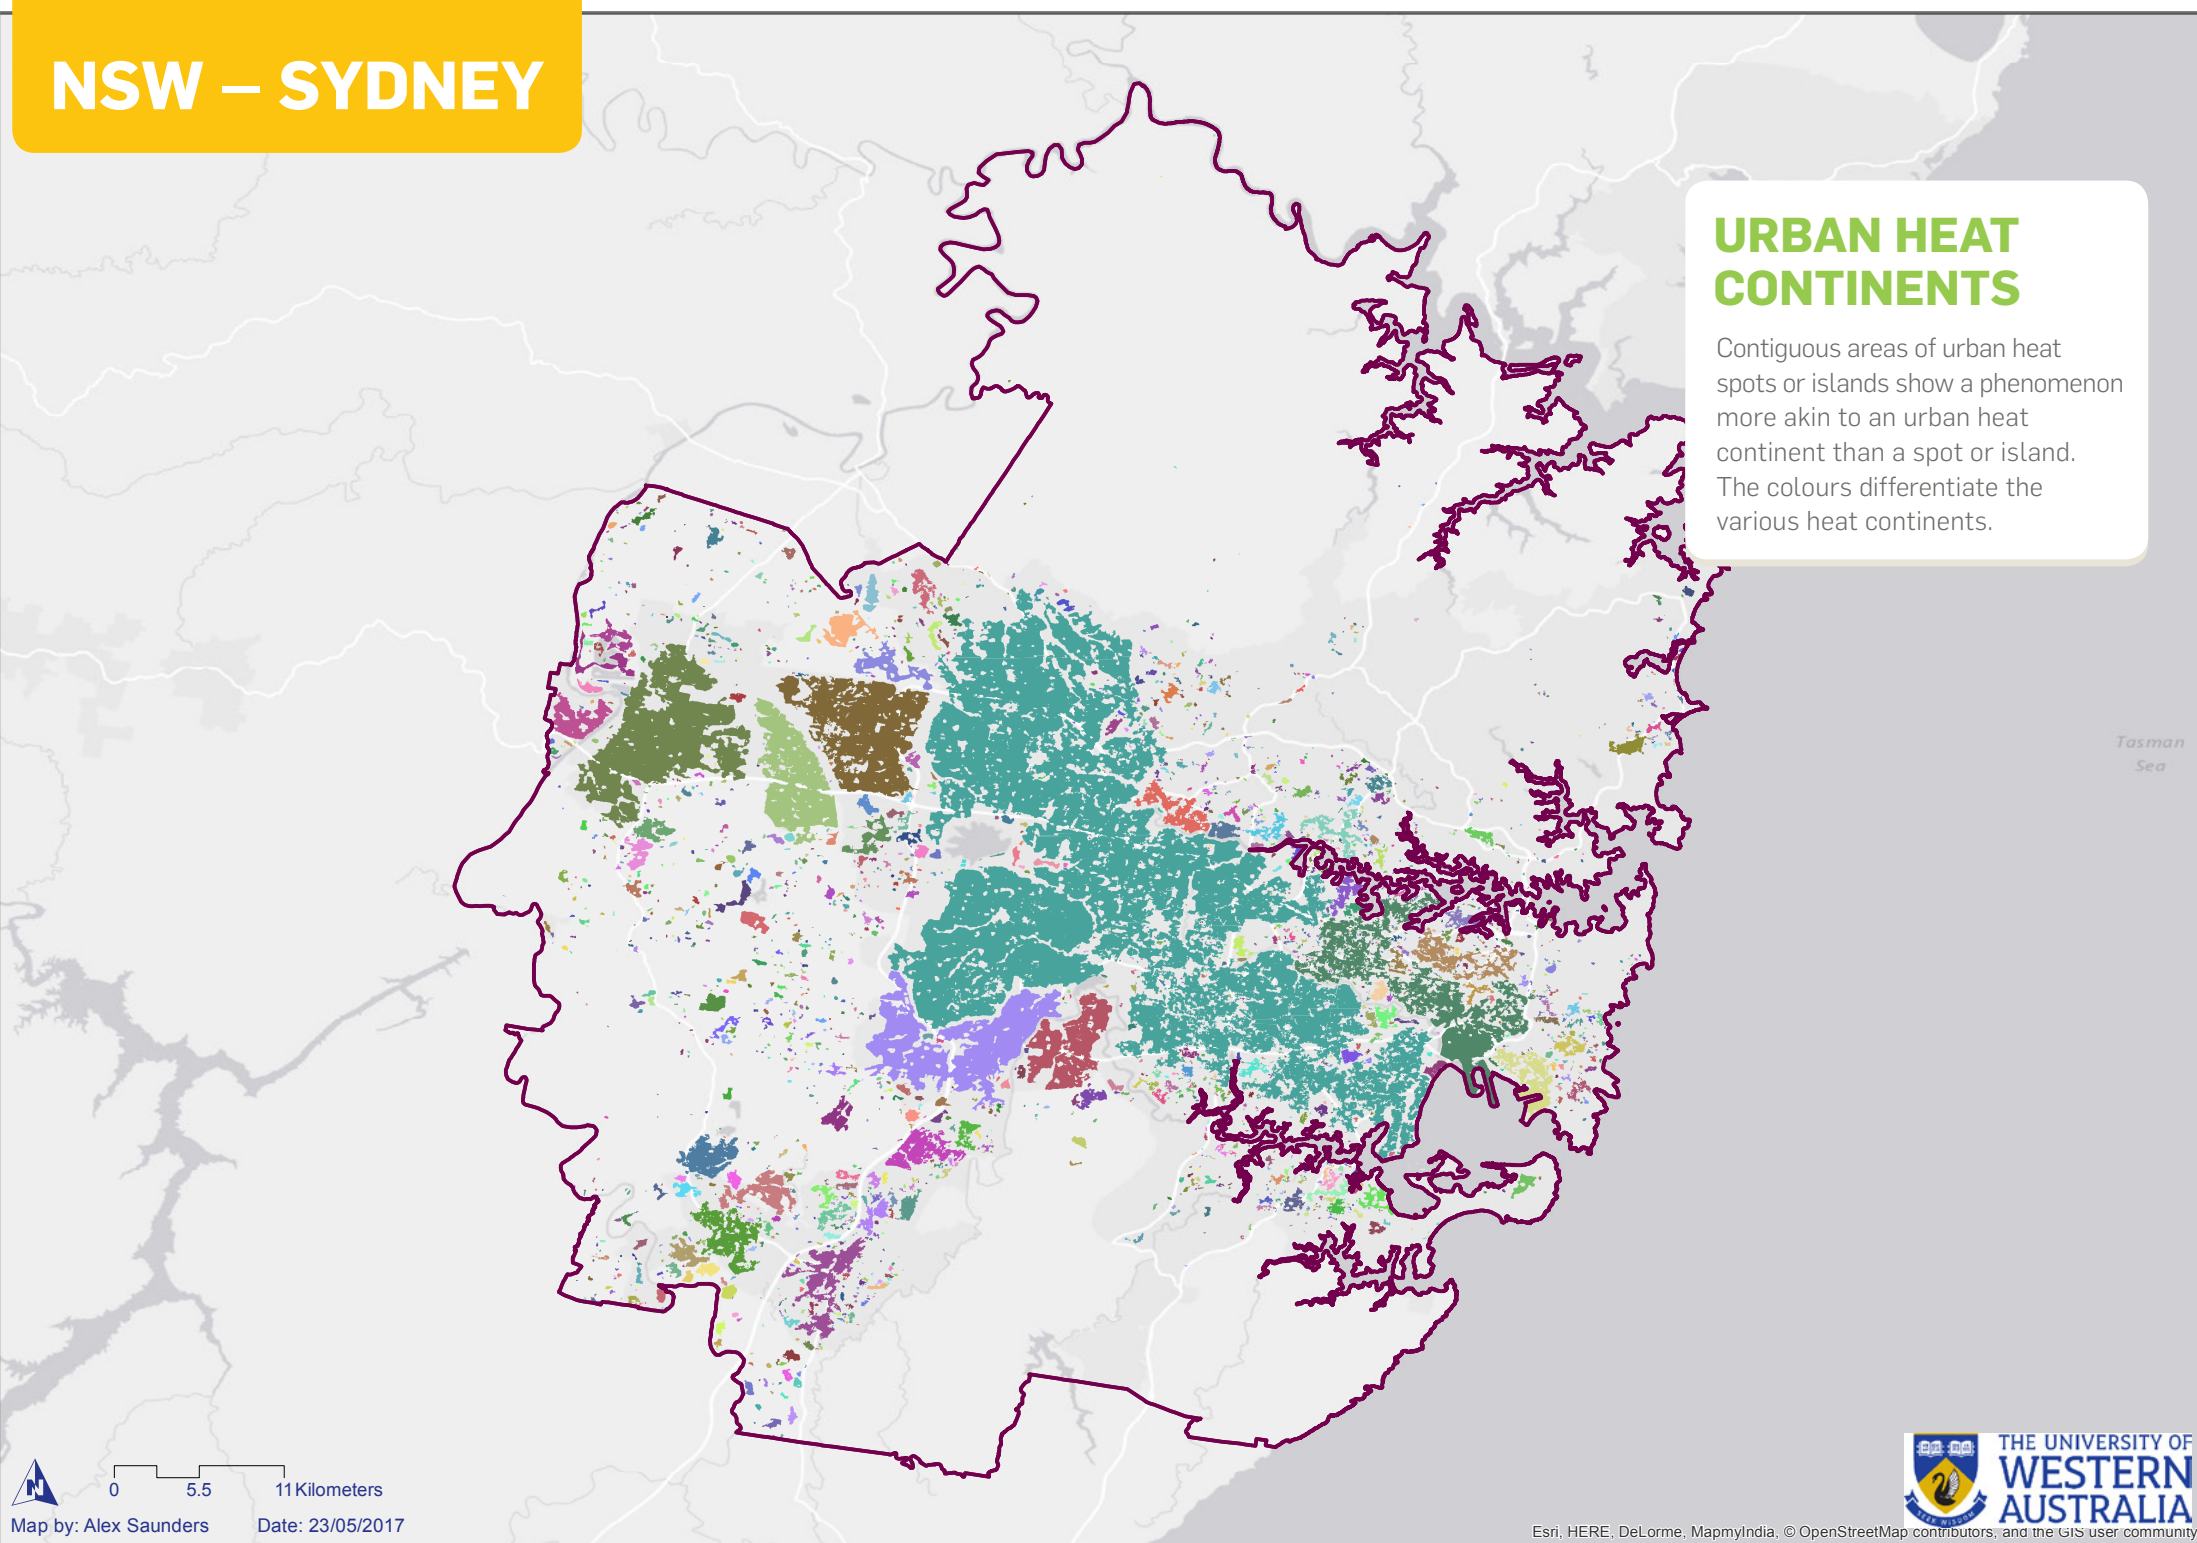 NSW – SYDNEY
URBAN HEAT
CONTINENTS
Contiguous areas of urban heat
spots or islands show a phenomenon
more akin to an urban heat
continent than a spot or island.
The colours differentiate the
various heat continents.
Tasman
Sea
N
0 5.5 11 Kilometers
Map by: Alex Saunders Date: 23/05/2017
THE UNIVERSITY OF
WESTERN
AUSTRALIA
SEEK WISDOM
Esri, HERE, DeLorme, MapmyIndia, © OpenStreetMap contributors, and the GIS user community